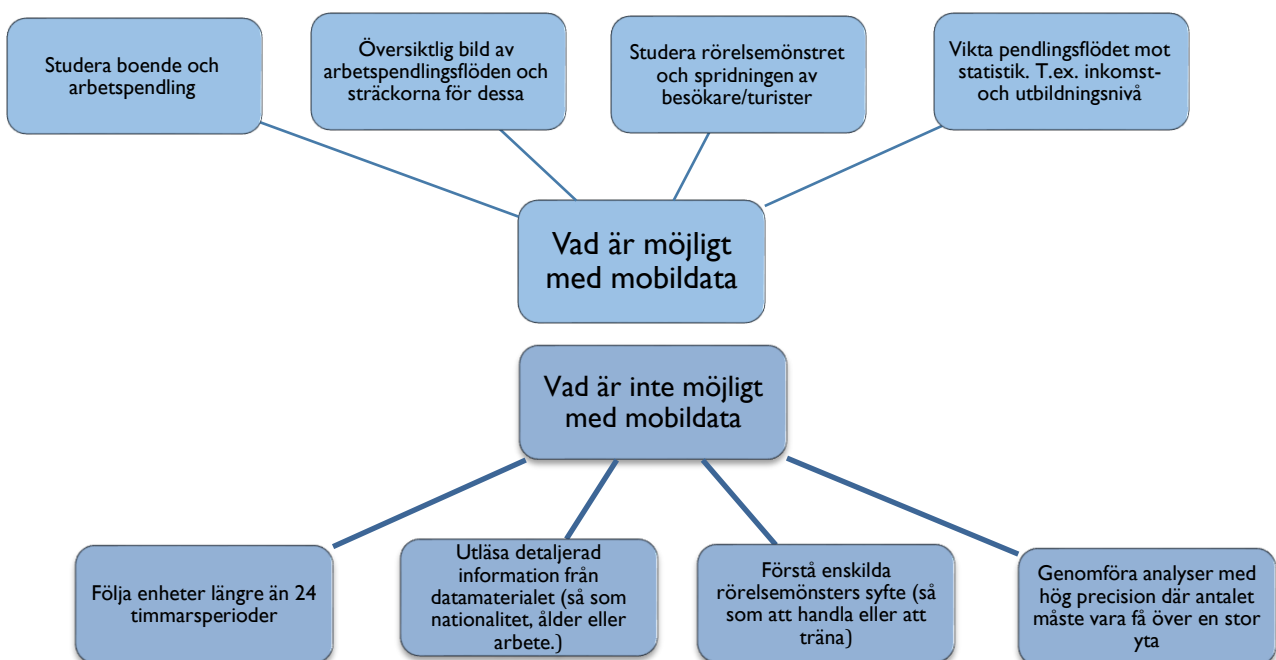 Studera boende och
arbetspendling
Översiktlig bild av
arbetspendlingsflöden och
sträckorna för dessa
Studera rörelsemönstret
och spridningen av
besökare/turister
Vikta pendlingsflödet mot
statistik. T.ex. inkomst-
och utbildningsnivå
Vad är möjligt
med mobildata
Vad är inte möjligt
med mobildata
Följa enheter längre än 24
timmarsperioder
Utläsa detaljerad
information från
datamaterialet (så som
nationalitet, ålder eller
arbete.)
Förstå enskilda
rörelsemönsters syfte (så
som att handla eller att
träna)
Genomföra analyser med
hög precision där antalet
måste vara få över en stor
yta